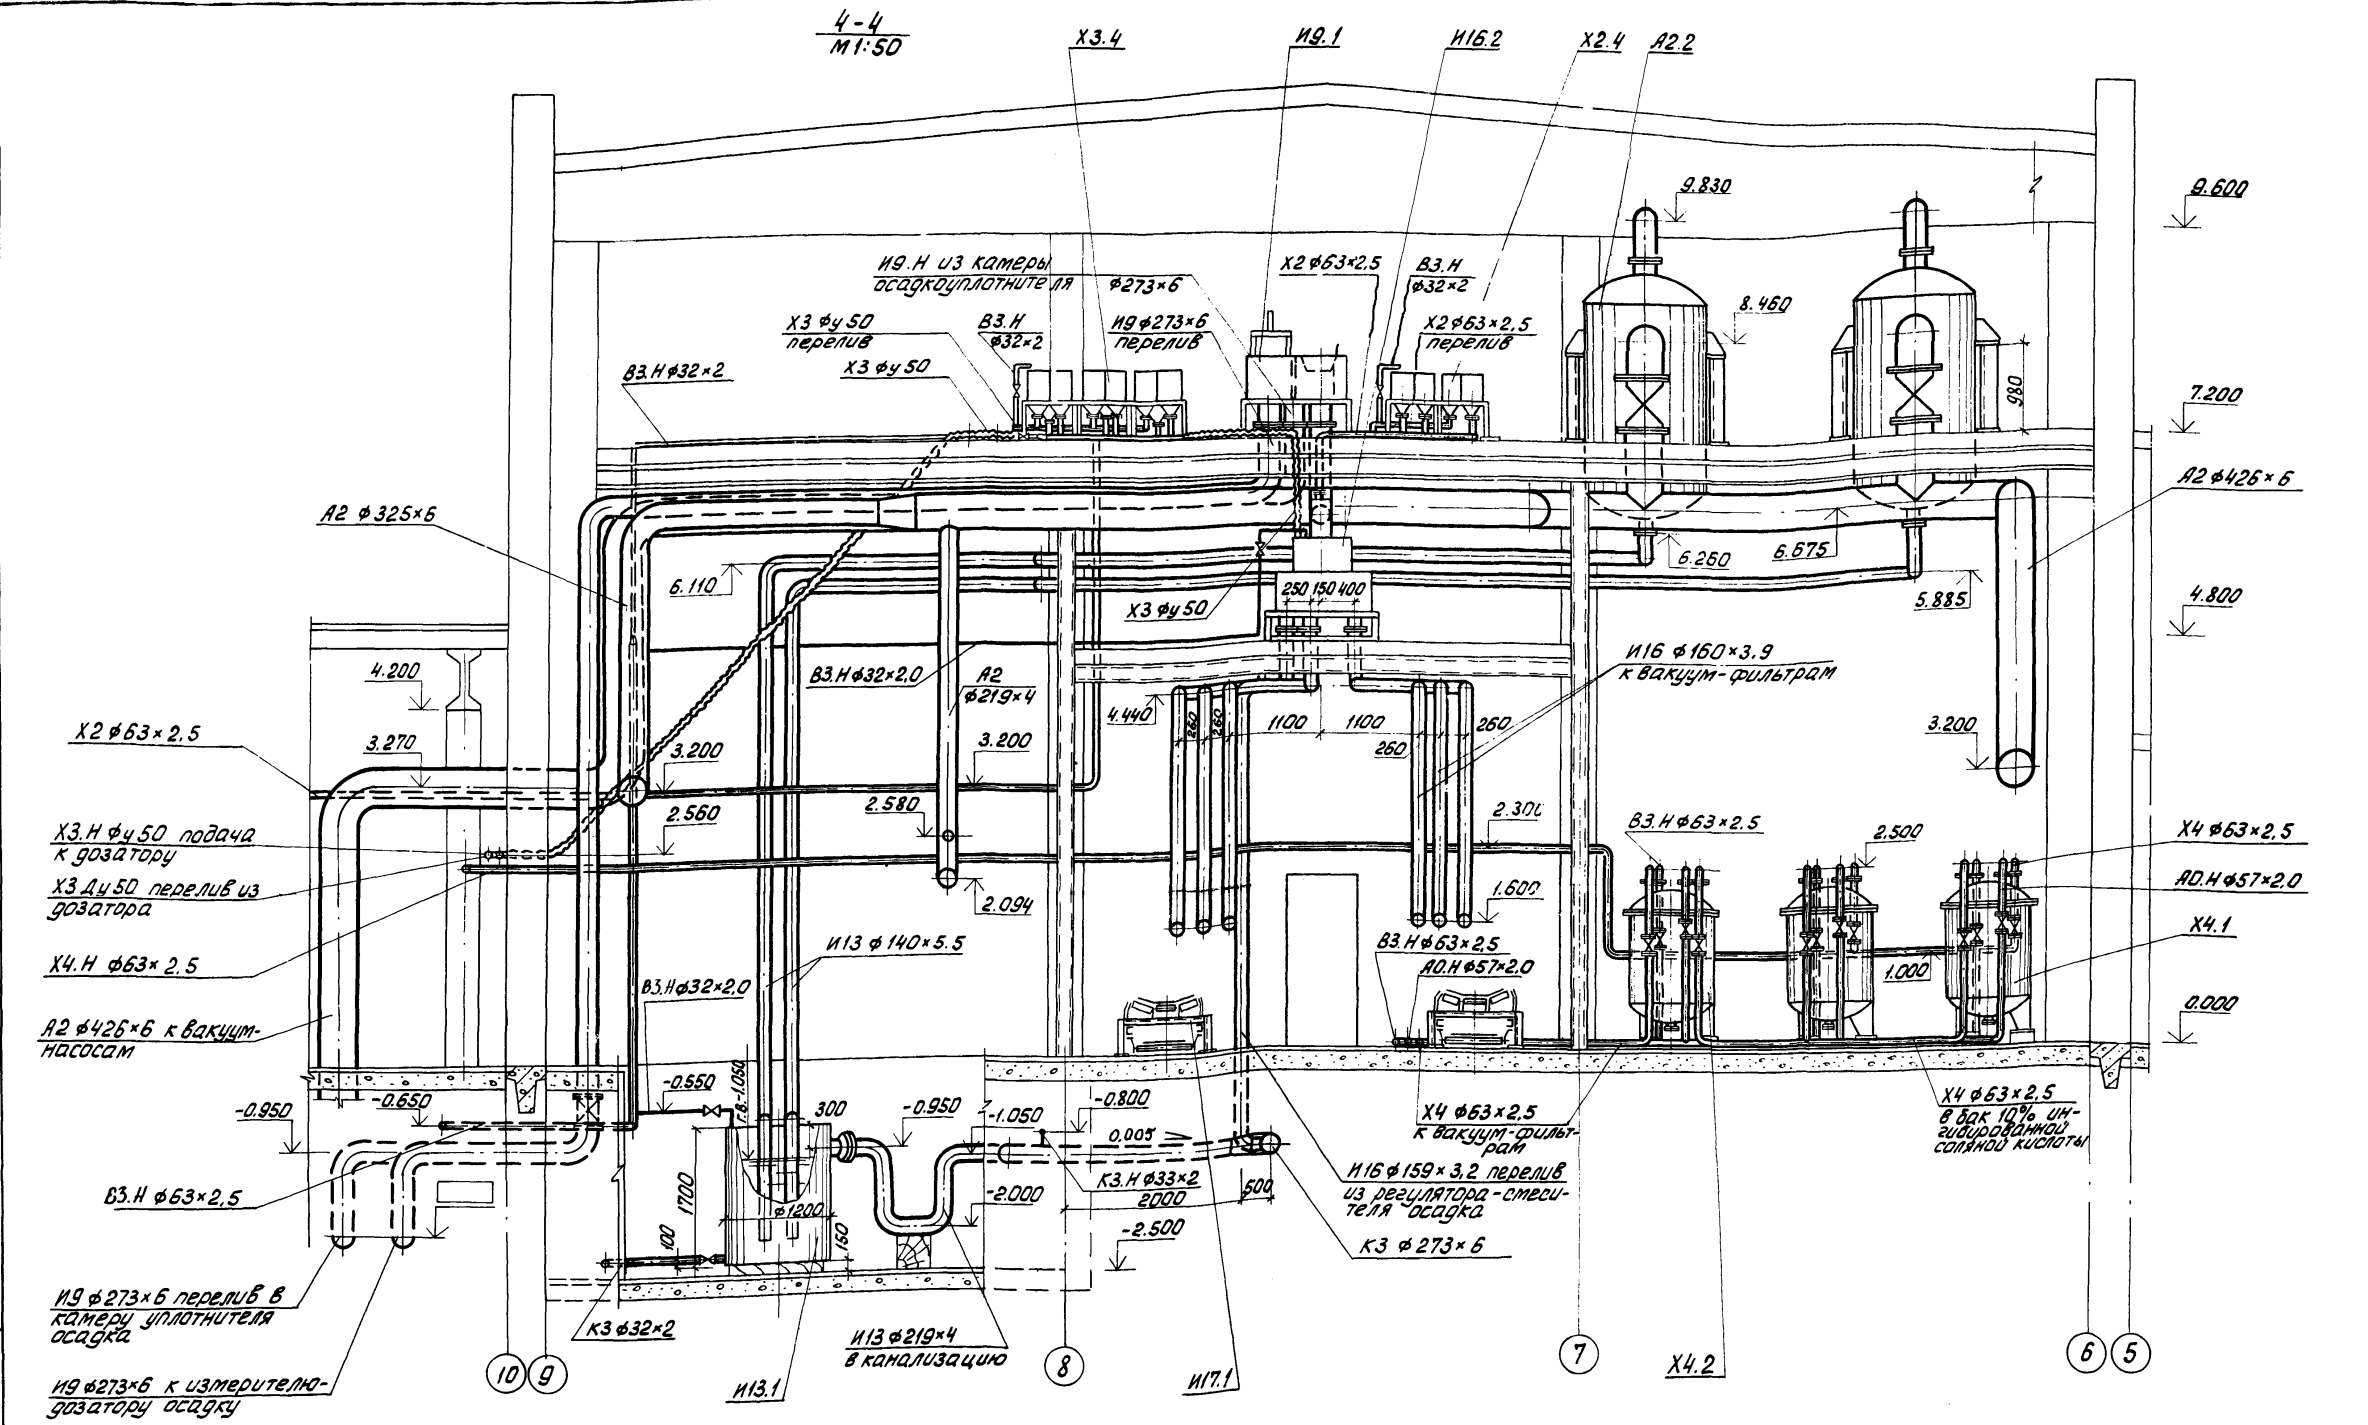 4-4
М1:50
Х3.4
И9.1
И16.2
Х2.4
А2.2
9.830
9.600
И9.Н из камеры
осадкоуплотнителя ф273×6
Х2 ф63×2,5
В3.Н
ф32×2
8.460
Х3 фу 50
перелив
В3.Н
ф32×2
И9 ф273×6
перелив
Х2 ф63×2,5
перелив
В3.Н ф32×2
Х3 фу 50
980
7.200
А2 ф325×6
А2 ф426×6
6.110
6.260
6.675
5.885
4.800
Х3 фу 50
250 150 400
4.200
В3.Н ф32×2,0
А2
ф219×4
И16 ф160×3.9
к вакуум-фильтрам
4.440
260
260
1100
1100
260
260
Х2 ф63×2,5
3.270
3.200
3.200
3.200
2.560
2.580
2.300
Х3.Н фу 50 подача
к дозатору
В3.Н ф63×2,5
2.500
Х4 ф63×2,5
Х3 Ду 50 перелив из
дозатора
2.094
1.600
А0.Н ф57×2,0
Х4.Н ф63×2,5
И13 ф140×5.5
В3.Н ф63×2,5
А0.Н ф57×2,0
Х4.1
1.000
В3.Н ф32×2,0
0.000
А2 ф426×6 к вакуум-
насосам
-0.950
-0.650
-0.550
г.в.-1.050
300
-0.950
-1.050
-0.800
0,005
Х4 ф63×2,5
к вакуум-фильт-
рам
Х4 ф63×2,5
в бак 10% ин-
гибированной
соляной кислоты
В3.Н ф63×2,5
1700
ф1200
100
150
-2.000
К3.Н ф33×2
2000
500
-2.500
И16 ф159×3,2 перелив
из регулятора-смеси-
теля осадка
К3 ф273×6
И9 ф273×6 перелив в
камеру уплотнителя
осадка
К3 ф32×2
И13 ф219×4
в канализацию
И9 ф273×6 к измерителю-
дозатору осадку
И13.1
И17.1
Х4.2
10
9
8
7
6
5